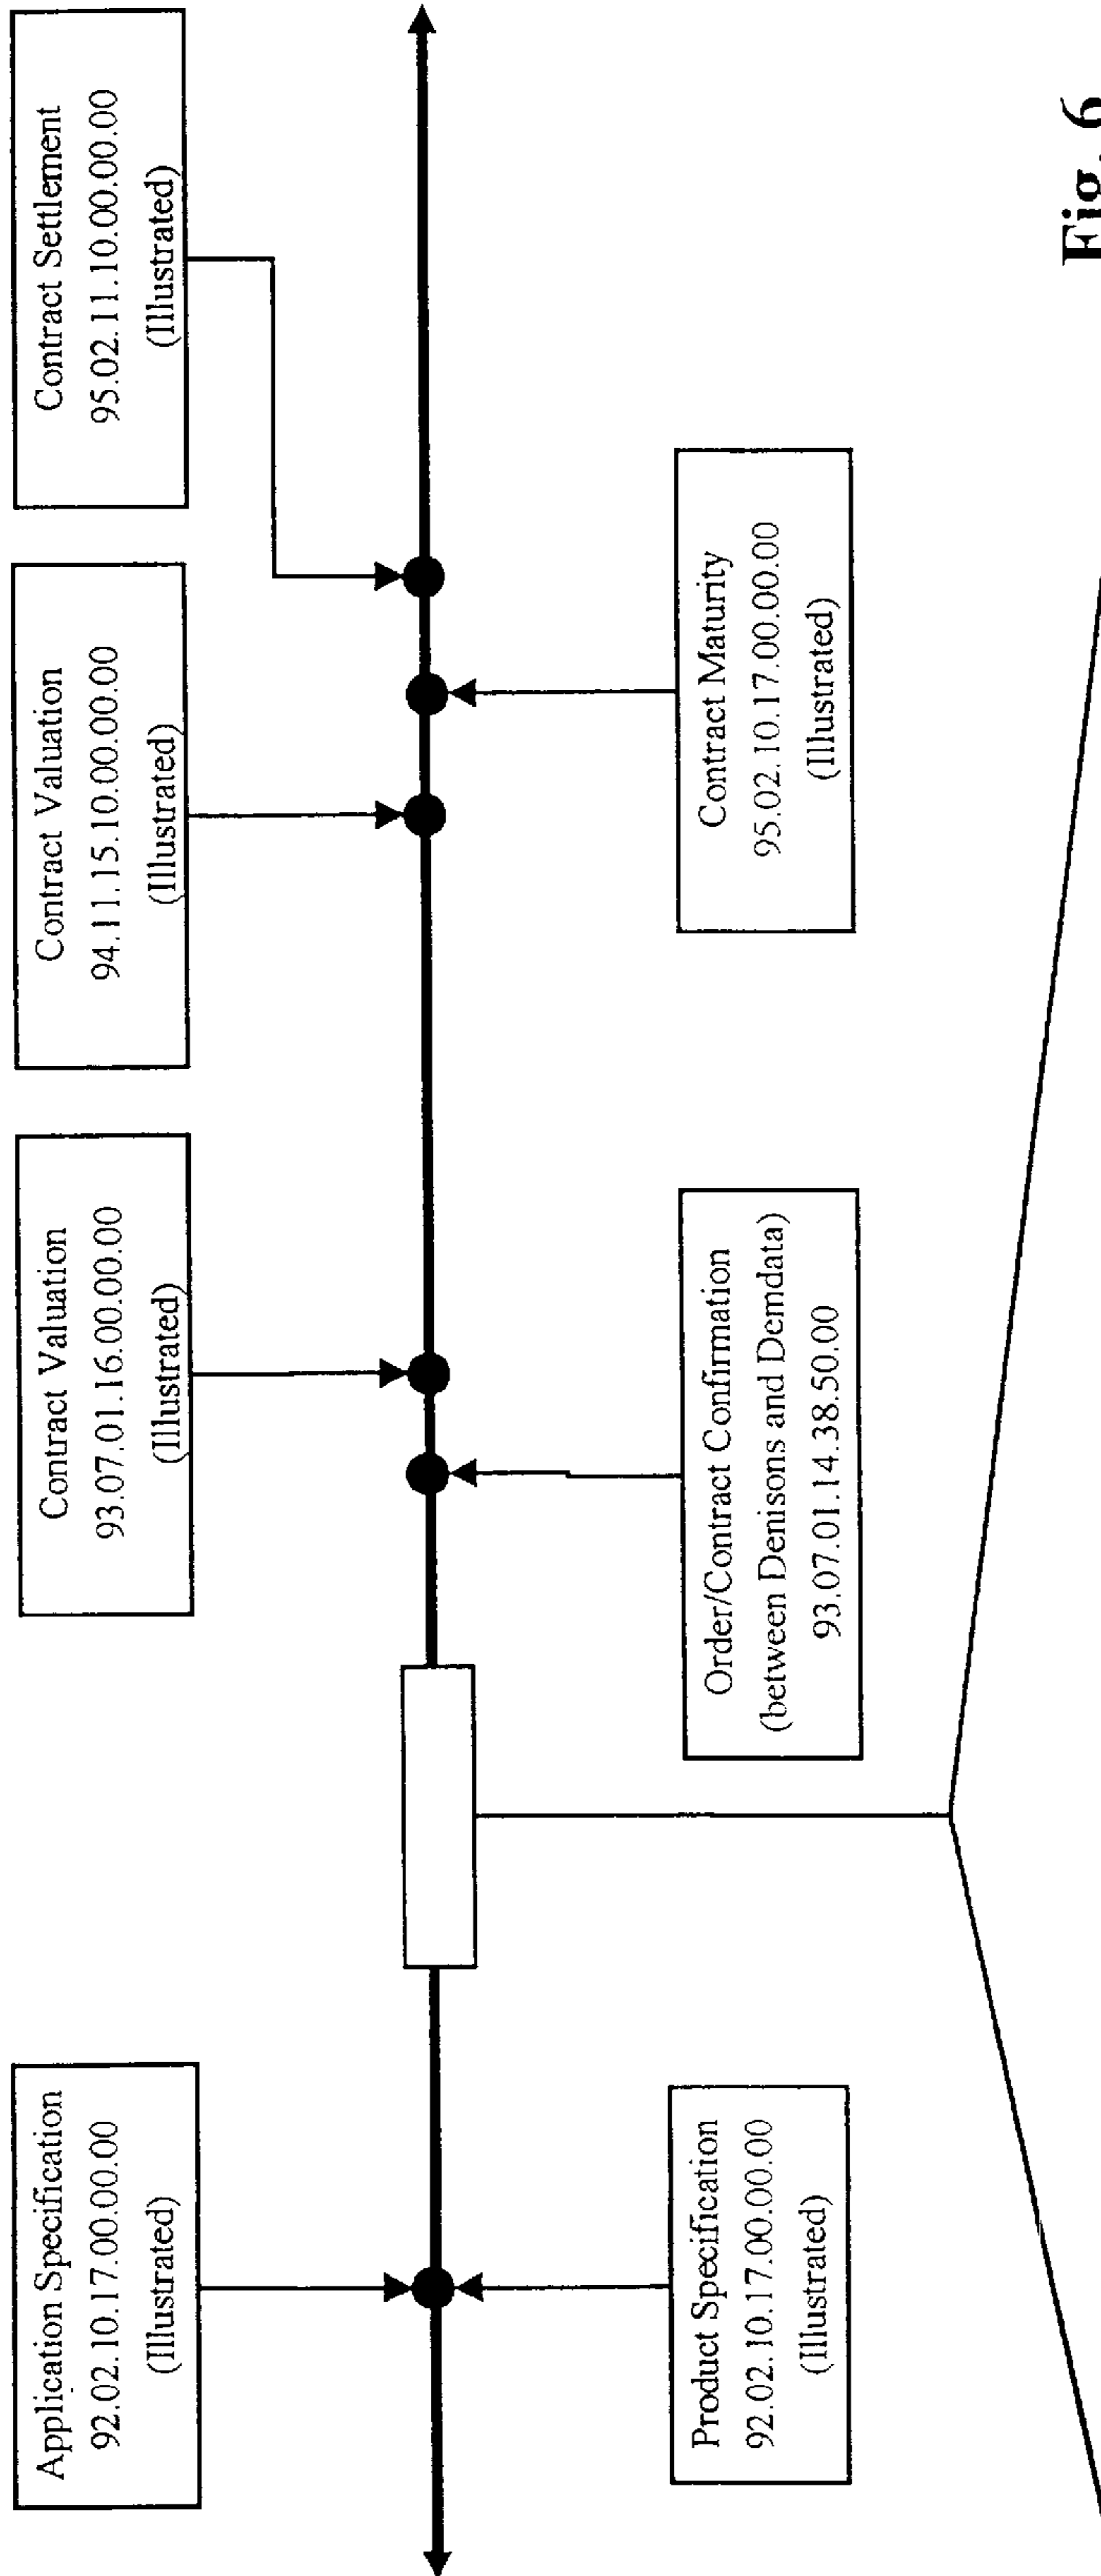 Application Specification
92.02.10.17.00.00.00
(Illustrated)
Contract Valuation
93.07.01.16.00.00.00
(Illustrated)
Contract Valuation
94.11.15.10.00.00.00
(Illustrated)
Contract Settlement
95.02.11.10.00.00.00
(Illustrated)
Product Specification
92.02.10.17.00.00.00
(Illustrated)
Order/Contract Confirmation
(between Denisons and Demdata)
93.07.01.14.38.50.00
Contract Maturity
95.02.10.17.00.00.00
(Illustrated)
Fig. 6